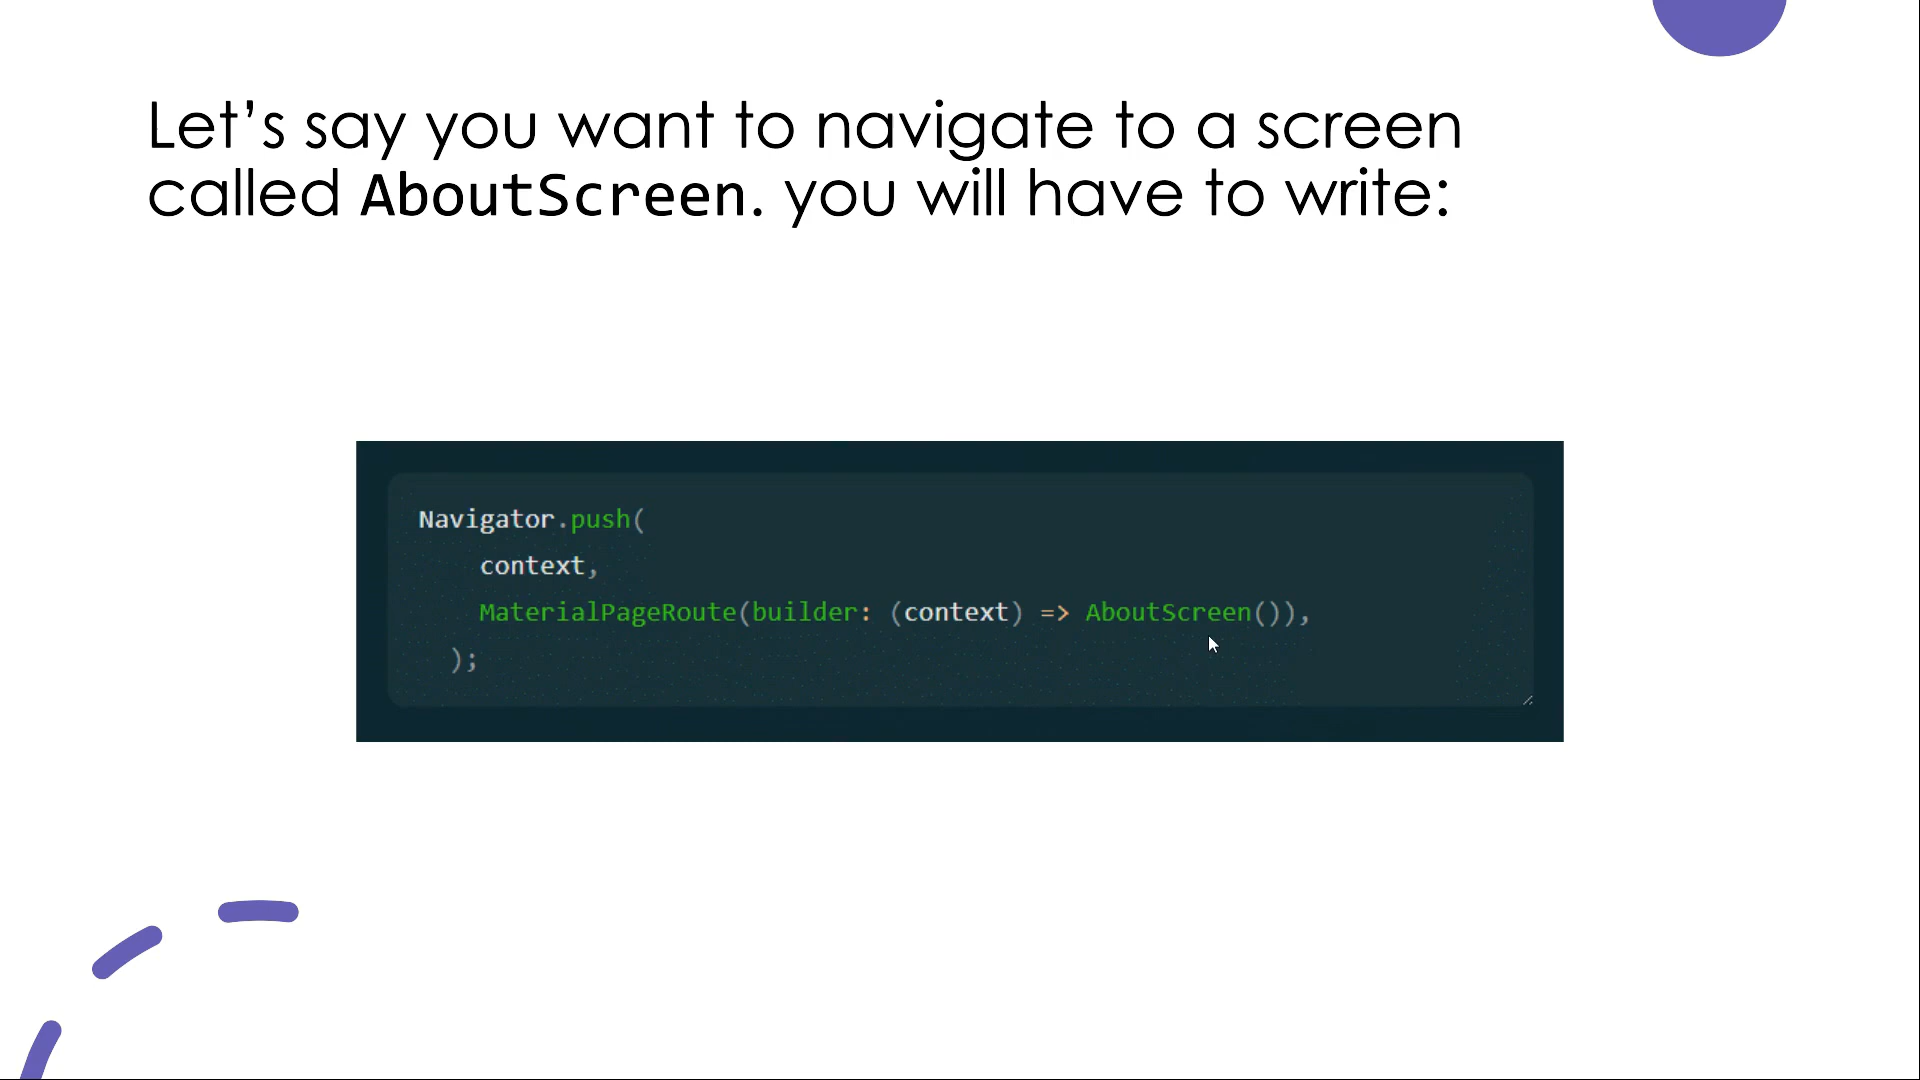 Let’s say you want to navigate to a screen
called AboutScreen. you will have to write:
Navigator.push(
context,
MaterialPageRoute(builder: (context) => AboutScreen()),
);